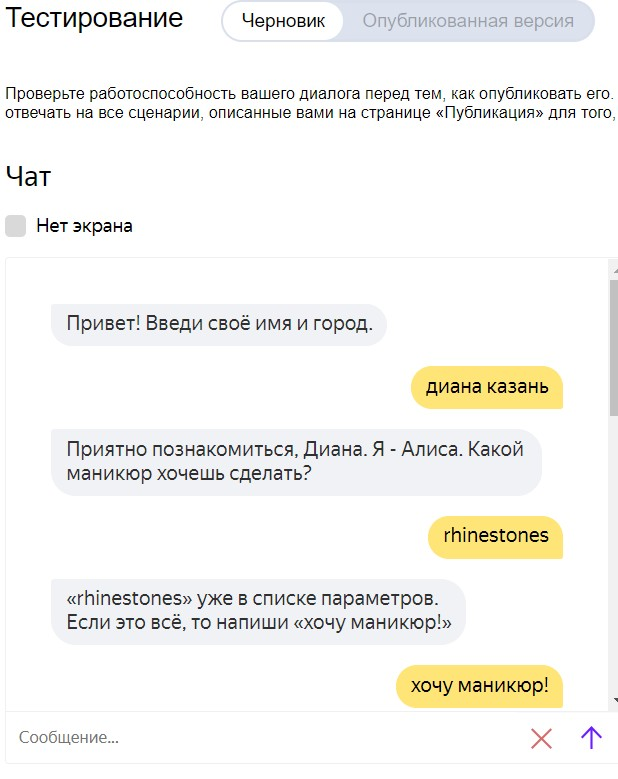 Тестирование
Черновик
Опубликованная версия
Проверьте работоспособность вашего диалога перед тем, как опубликовать его.
отвечать на все сценарии, описанные вами на странице «Публикация» для того,
Чат
Нет экрана
Привет! Введи своё имя и город.
диана казань
Приятно познакомиться, Диана. Я - Алиса. Какой
маникюр хочешь сделать?
rhinestones
«rhinestones» уже в списке параметров.
Если это всё, то напиши «хочу маникюр!»
хочу маникюр!
Сообщение...